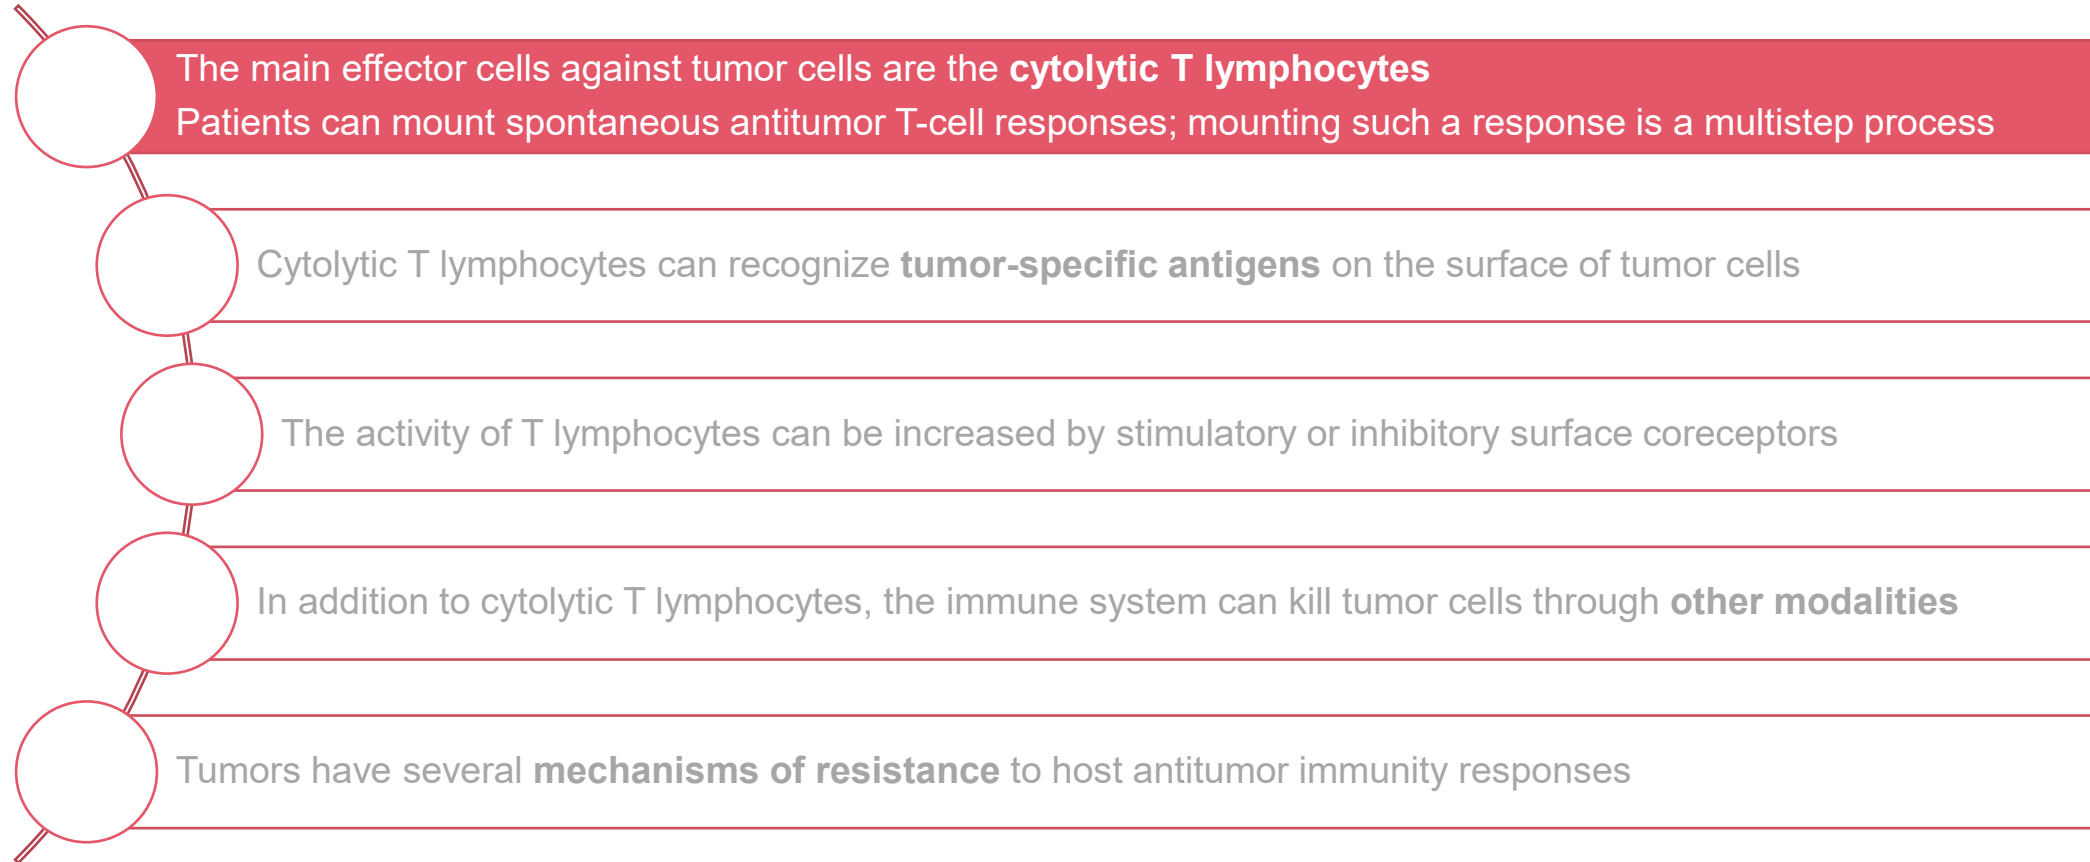 The main effector cells against tumor cells are the cytolytic T lymphocytes
Patients can mount spontaneous antitumor T-cell responses; mounting such a response is a multistep process
Cytolytic T lymphocytes can recognize tumor-specific antigens on the surface of tumor cells
The activity of T lymphocytes can be increased by stimulatory or inhibitory surface coreceptors
In addition to cytolytic T lymphocytes, the immune system can kill tumor cells through other modalities
Tumors have several mechanisms of resistance to host antitumor immunity responses